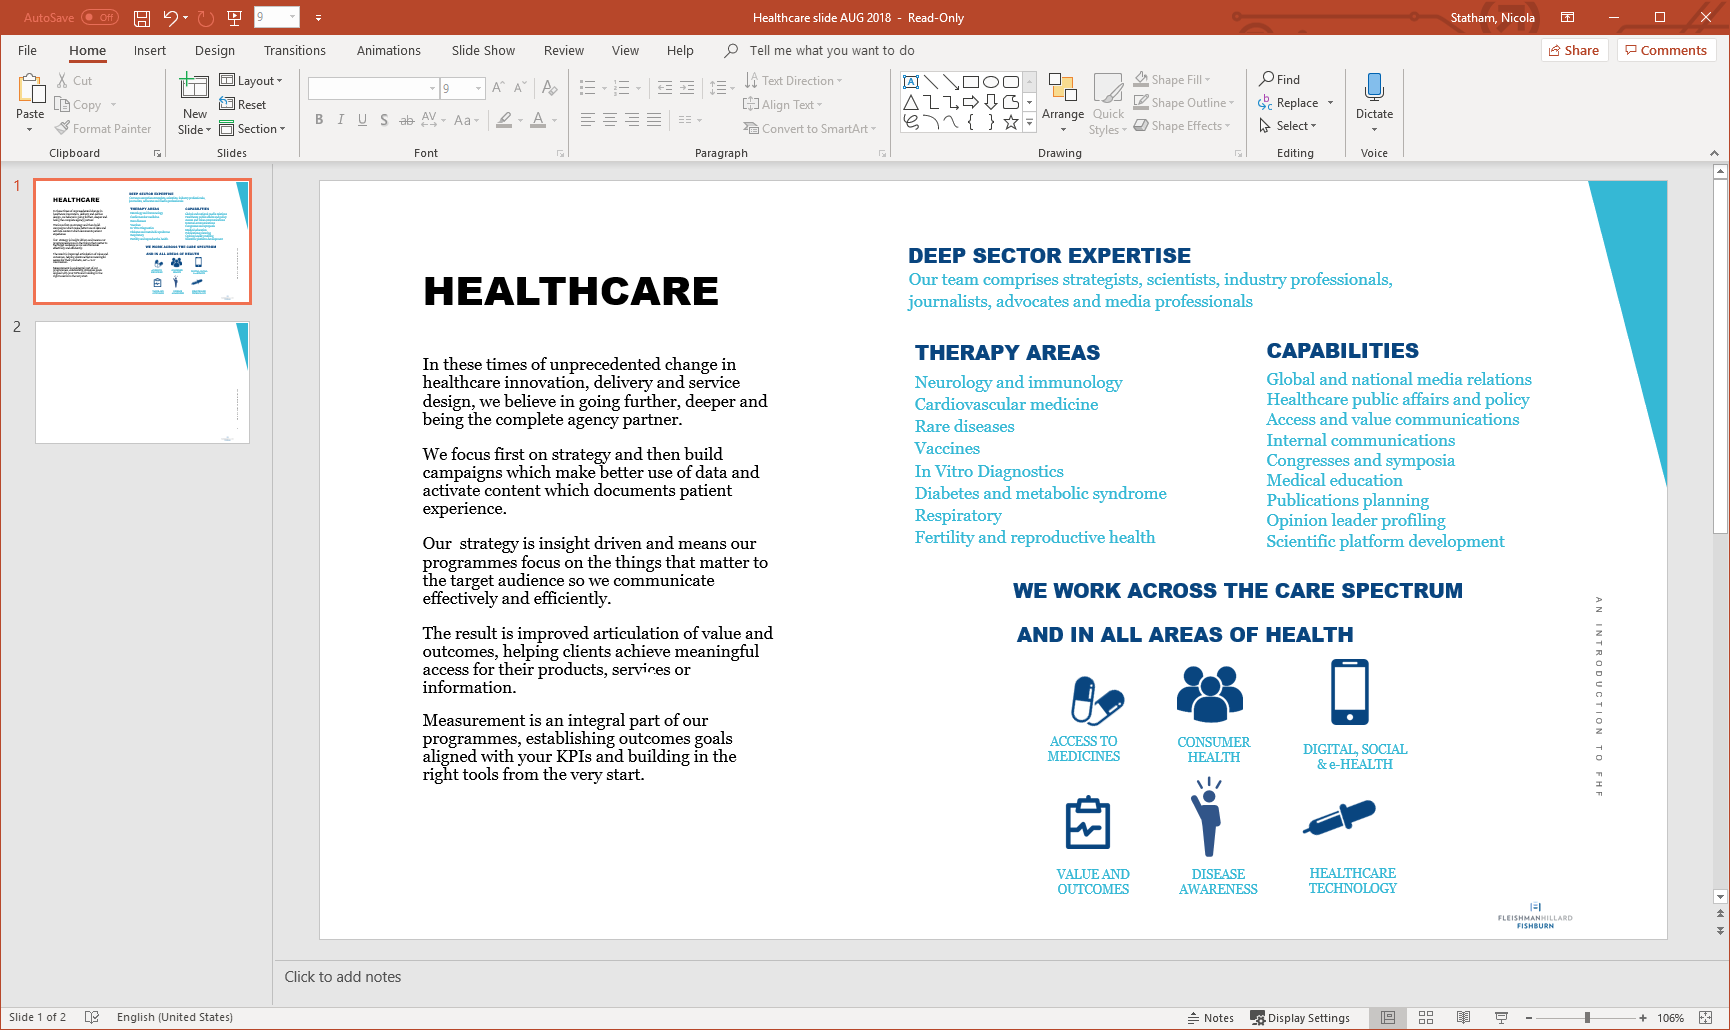 AutoSave Off
9
Healthcare slide AUG 2018 - Read-Only
Statham, Nicola
File Home Insert Design Transitions Animations Slide Show Review View Help Tell me what you want to do
Share Comments
Paste
Cut
Copy
Format Painter
Clipboard
New Slide
Layout
Reset
Section
Slides
9
B I U S ab AV Aa A
Font
Text Direction
Align Text
Convert to SmartArt
Paragraph
Arrange
Quick Styles
Shape Fill
Shape Outline
Shape Effects
Drawing
Find
Replace
Select
Editing
Dictate
Voice
1
2
HEALTHCARE
In these times of unprecedented change in
healthcare innovation, delivery and service
design, we believe in going further, deeper and
being the complete agency partner.
We focus first on strategy and then build
campaigns which make better use of data and
activate content which documents patient
experience.
Our  strategy is insight driven and means our
programmes focus on the things that matter to
the target audience so we communicate
effectively and efficiently.
The result is improved articulation of value and
outcomes, helping clients achieve meaningful
access for their products, services or
information.
Measurement is an integral part of our
programmes, establishing outcomes goals
aligned with your KPIs and building in the
right tools from the very start.
DEEP SECTOR EXPERTISE
Our team comprises strategists, scientists, industry professionals,
journalists, advocates and media professionals
THERAPY AREAS
Neurology and immunology
Cardiovascular medicine
Rare diseases
Vaccines
In Vitro Diagnostics
Diabetes and metabolic syndrome
Respiratory
Fertility and reproductive health
CAPABILITIES
Global and national media relations
Healthcare public affairs and policy
Access and value communications
Internal communications
Congresses and symposia
Medical education
Publications planning
Opinion leader profiling
Scientific platform development
WE WORK ACROSS THE CARE SPECTRUM
AND IN ALL AREAS OF HEALTH
ACCESS TO
MEDICINES
CONSUMER
HEALTH
DIGITAL, SOCIAL
& e-HEALTH
VALUE AND
OUTCOMES
DISEASE
AWARENESS
HEALTHCARE
TECHNOLOGY
AN INTRODUCTION TO FHF
FLEISHMANHILLARD
FISHBURN
Click to add notes
Slide 1 of 2 English (United States)
Notes Display Settings 106%